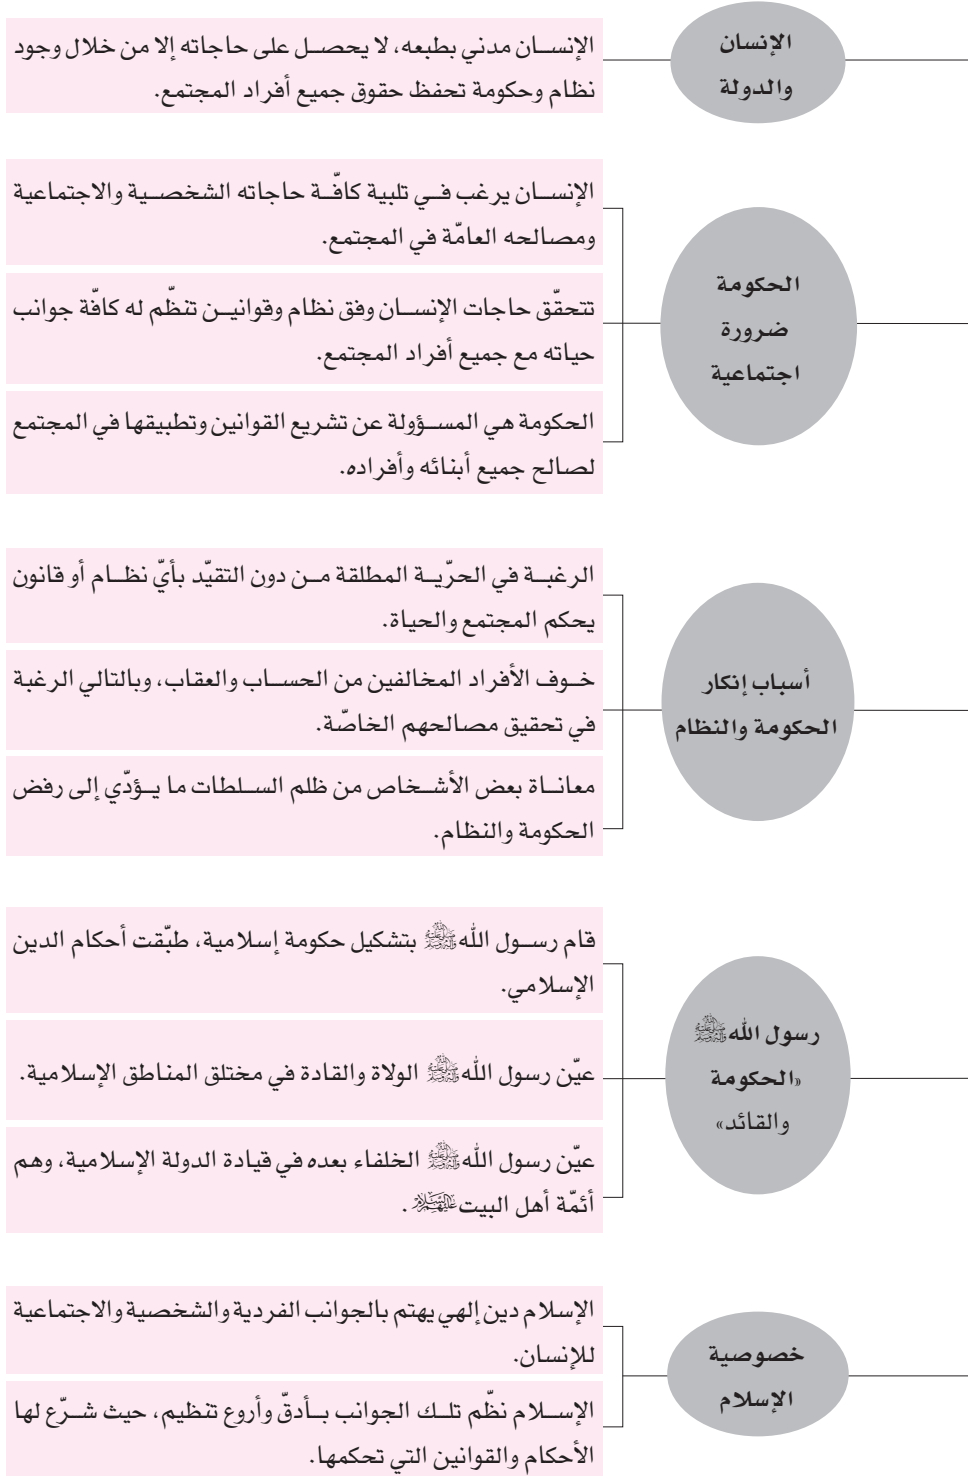 الإنسان
والدولة
الإنسان مدني بطبعه، لا يحصل على حاجاته إلا من خلال وجود
نظام وحكومة تحفظ حقوق جميع أفراد المجتمع.
الحكومة
ضرورة
اجتماعية
الإنسان يرغب في تلبية كافّة حاجاته الشخصية والاجتماعية
ومصالحه العامّة في المجتمع.
تتحقّق حاجات الإنسان وفق نظام وقوانين تنظّم له كافّة جوانب
حياته مع جميع أفراد المجتمع.
الحكومة هي المسؤولة عن تشريع القوانين وتطبيقها في المجتمع
لصالح جميع أبنائه وأفراده.
أسباب إنكار
الحكومة والنظام
الرغبة في الحرّية المطلقة من دون التقيّد بأيّ نظام أو قانون
يحكم المجتمع والحياة.
خوف الأفراد المخالفين من الحساب والعقاب، وبالتالي الرغبة
في تحقيق مصالحهم الخاصّة.
معاناة بعض الأشخاص من ظلم السلطات ما يؤدّي إلى رفض
الحكومة والنظام.
رسول الله ﷺ
«الحكومة
والقائد»
قام رسول الله ﷺ بتشكيل حكومة إسلامية، طبّقت أحكام الدين
الإسلامي.
عيّن رسول الله ﷺ الولاة والقادة في مختلق المناطق الإسلامية.
عيّن رسول الله ﷺ الخلفاء بعده في قيادة الدولة الإسلامية، وهم
أئمّة أهل البيت عليهم السلام.
خصوصية
الإسلام
الإسلام دين إلهي يهتم بالجوانب الفردية والشخصية والاجتماعية
للإنسان.
الإسلام نظّم تلك الجوانب بأدقّ وأروع تنظيم، حيث شرّع لها
الأحكام والقوانين التي تحكمها.